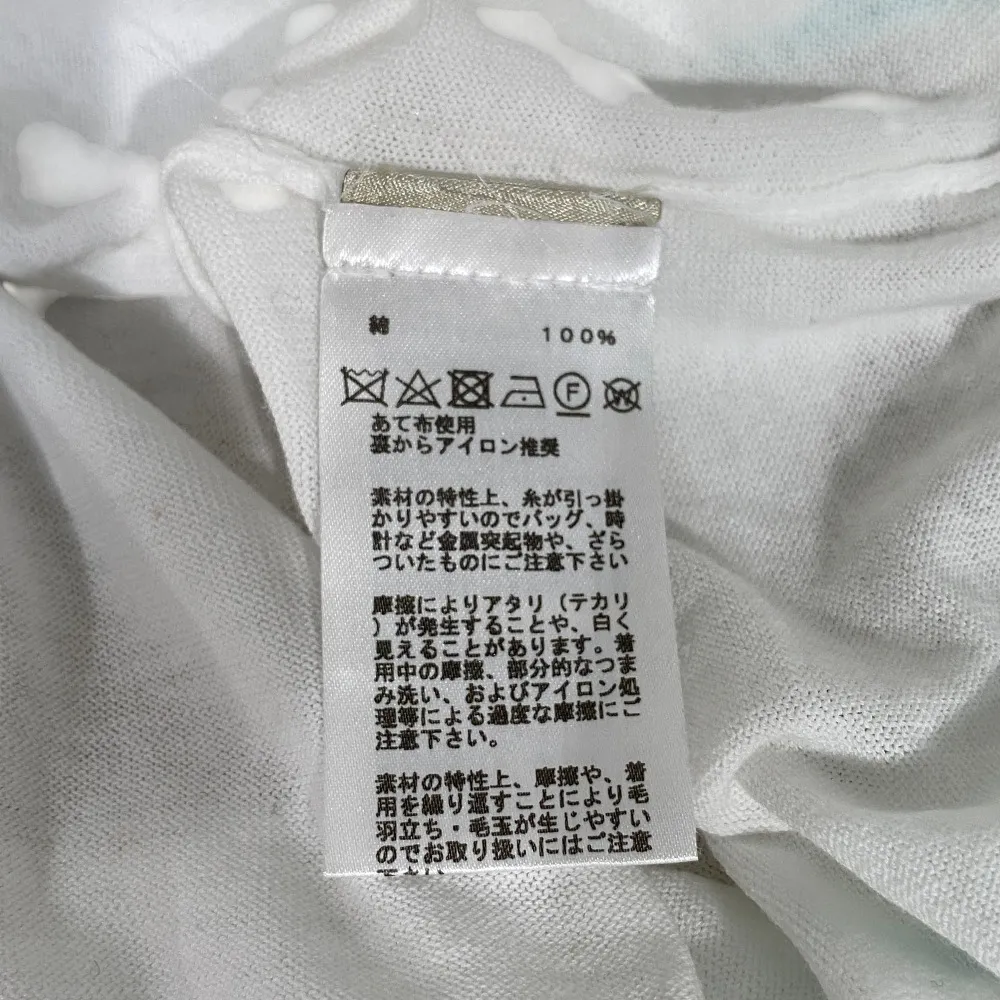 綿 100%
F W
あて布使用
裏からアイロン推奨
素材の特性上、糸が引っ掛
かりやすいのでバッグ、時
計など金属突起物や、ざら
ついたものにご注意下さい
摩擦によりアタリ（テカリ
）が発生することや、白く
見えることがあります。着
用中の摩擦、部分的なつま
み洗い、およびアイロン処
理等による過度な摩擦にご
注意下さい。
素材の特性上、摩擦や、着
用を繰り返すことにより毛
羽立ち・毛玉が生じやすい
のでお取り扱いにはご注意